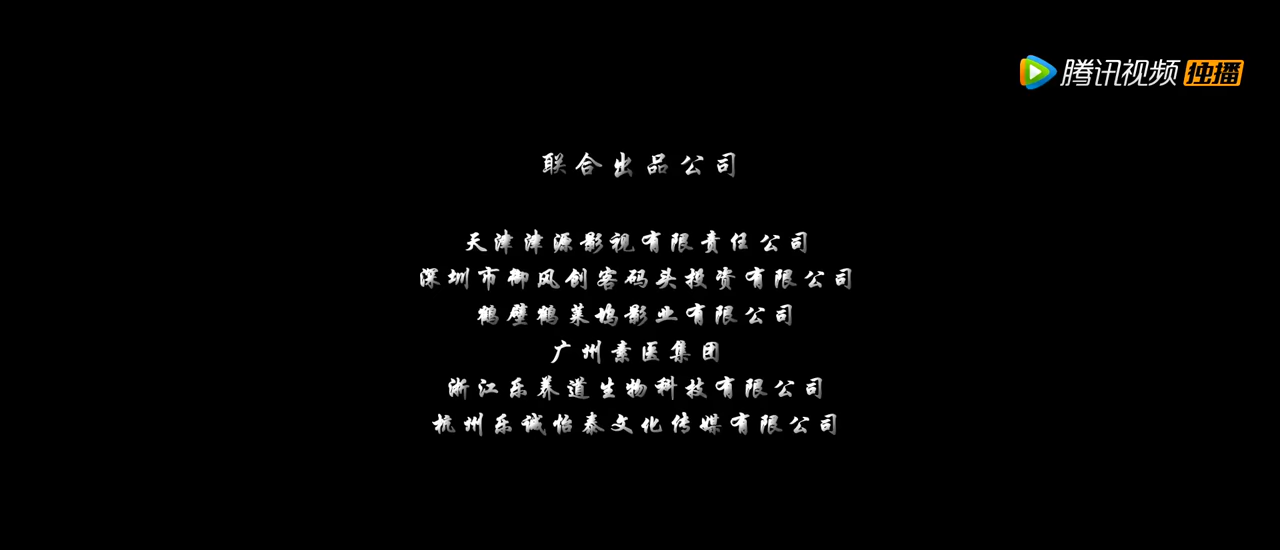 腾讯视频 独播
联合出品公司
天津津源影视有限责任公司
深圳市御风创客码头投资有限公司
鹤壁鹤莱坞影业有限公司
广州素医集团
浙江乐养道生物科技有限公司
杭州乐诚怡泰文化传媒有限公司